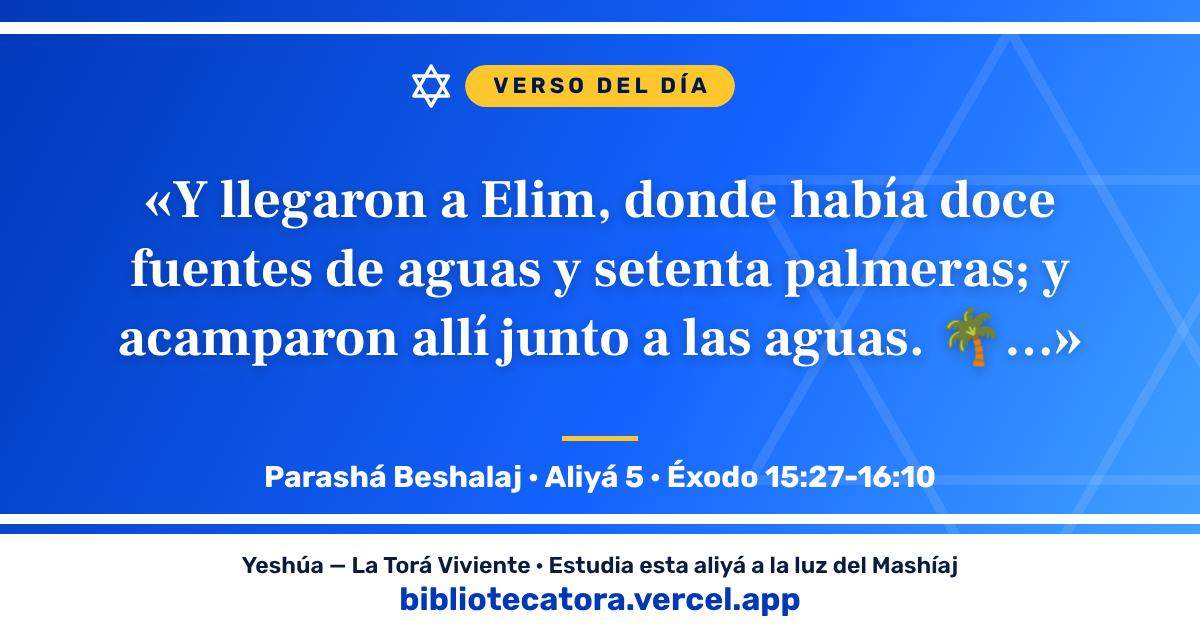 VERSO DEL DÍA
«Y llegaron a Elim, donde había doce
fuentes de aguas y setenta palmeras; y
acamparon allí junto a las aguas. 🌴...»
Parashá Beshalaj • Aliyá 5 • Éxodo 15:27-16:10
Yeshúa — La Torá Viviente • Estudia esta aliyá a la luz del Mashíaj
bibliotecatora.vercel.app